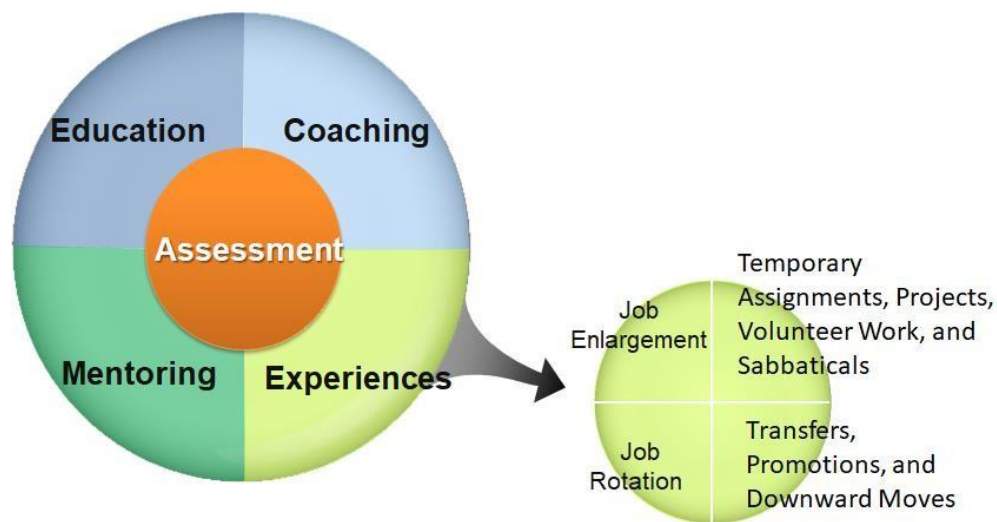 Education
Coaching
Assessment
Mentoring
Experiences
Job
Enlargement
Temporary
Assignments, Projects,
Volunteer Work, and
Sabbaticals
Job
Rotation
Transfers,
Promotions, and
Downward Moves